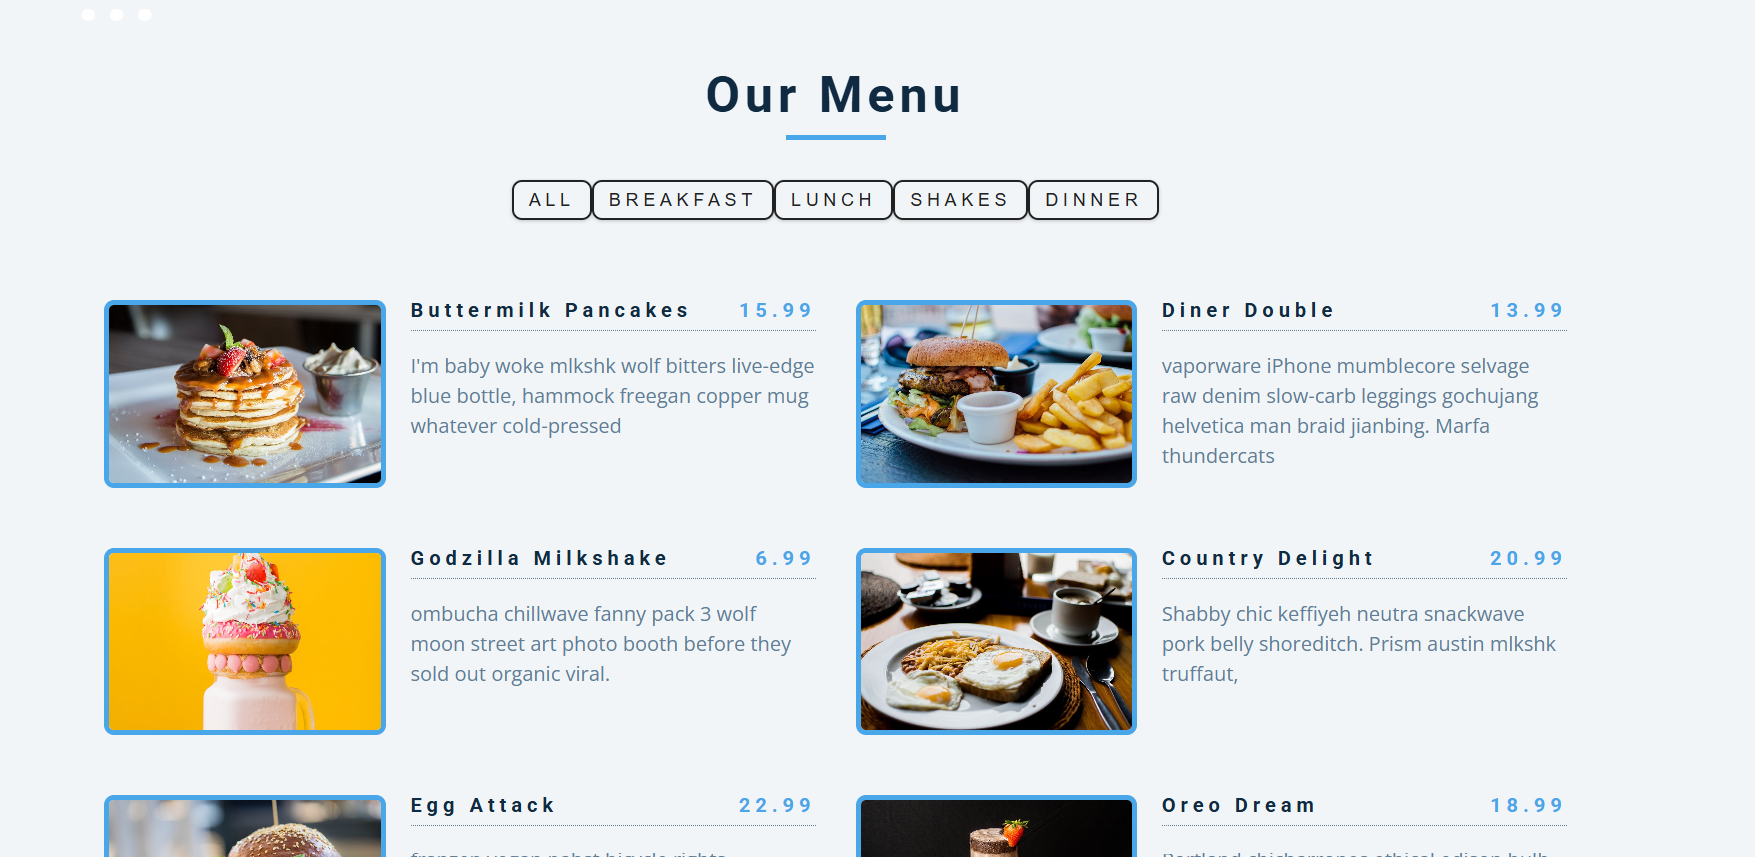 Our Menu
ALL BREAKFAST LUNCH SHAKES DINNER
Buttermilk Pancakes 15.99
I'm baby woke mlkshk wolf bitters live-edge
blue bottle, hammock freegan copper mug
whatever cold-pressed
Diner Double 13.99
vaporware iPhone mumblecore selvage
raw denim slow-carb leggings gochujang
helvetica man braid jianbing. Marfa
thundercats
Godzilla Milkshake 6.99
ombucha chillwave fanny pack 3 wolf
moon street art photo booth before they
sold out organic viral.
Country Delight 20.99
Shabby chic keffiyeh neutra snackwave
pork belly shoreditch. Prism austin mlkshk
truffaut,
Egg Attack 22.99
Oreo Dream 18.99